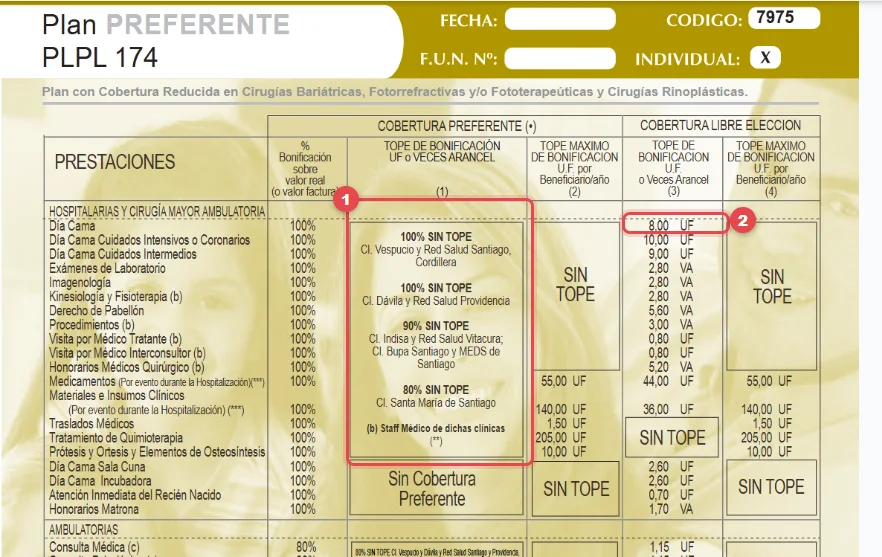 Plan PREFERENTE
PLPL 174
FECHA:
CODIGO: 7975
F.U.N. Nº:
INDIVIDUAL: X
Plan con Cobertura Reducida en Cirugías Bariátricas, Fotorrefractivas y/o Fototerapeúticas y Cirugías Rinoplásticas.
COBERTURA PREFERENTE (•)
COBERTURA LIBRE ELECCION
PRESTACIONES
%
Bonificación
sobre
valor real
(o valor factura)
TOPE DE BONIFICACIÓN
UF o VECES ARANCEL
(1)
TOPE MAXIMO
DE BONIFICACION
U.F. por
Beneficiario/año
(2)
TOPE DE
BONIFICACION
U.F.
o Veces Arancel
(3)
TOPE MAXIMO
DE BONIFICACION
U.F. por
Beneficiario/año
(4)
1
2
HOSPITALARIAS Y CIRUGÍA MAYOR AMBULATORIA
Día Cama 100% 8,00 UF
Día Cama Cuidados Intensivos o Coronarios 100% 10,00 UF
Día Cama Cuidados Intermedios 100% 9,00 UF
Exámenes de Laboratorio 100% 2,80 VA
Imagenología 100% 2,80 VA
Kinesiología y Fisioterapia (b) 100% 2,80 VA
Derecho de Pabellón 100% 5,60 VA
Procedimientos (b) 100% 3,00 VA
Visita por Médico Tratante (b) 100% 0,80 UF
Visita por Médico Interconsultor (b) 100% 0,80 UF
Honorarios Médicos Quirúrgico (b) 100% 5,20 VA
Medicamentos (Por evento durante la Hospitalización)(***) 100% 55,00 UF 44,00 UF 55,00 UF
Materiales e Insumos Clínicos
(Por evento durante la Hospitalización) (***) 100% 140,00 UF 36,00 UF 140,00 UF
Traslados Médicos 100% 1,50 UF 1,50 UF
Tratamiento de Quimioterapia 100% 205,00 UF 205,00 UF
Prótesis y Ortesis y Elementos de Osteosíntesis 100% 10,00 UF 10,00 UF
100% SIN TOPE
Cl. Vespucio y Red Salud Santiago,
Cordillera
100% SIN TOPE
Cl. Dávila y Red Salud Providencia
90% SIN TOPE
Cl. Indisa y Red Salud Vitacura;
Cl. Bupa Santiago y MEDS de
Santiago
80% SIN TOPE
Cl. Santa María de Santiago
(b) Staff Médico de dichas clínicas
(**)
SIN
TOPE
SIN
TOPE
SIN TOPE
Día Cama Sala Cuna 100% 2,60 UF
Día Cama Incubadora 100% 2,60 UF
Atención Inmediata del Recién Nacido 100% 0,70 UF
Honorarios Matrona 100% 1,70 VA
Sin Cobertura
Preferente
SIN TOPE
SIN TOPE
AMBULATORIAS
Consulta Médica (c) 80% 1,15 UF
80% SIN TOPE Cl. Vespucio y Dávila y Red Salud Santiago y Providencia,